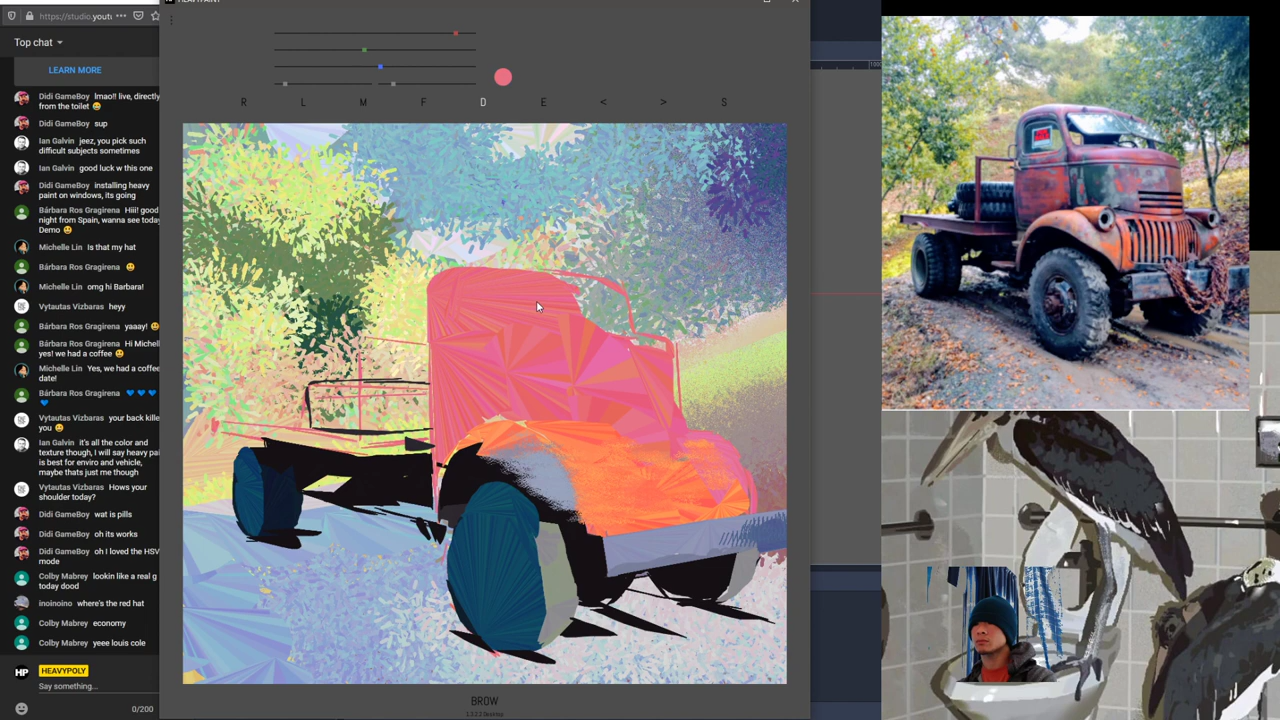 https://studio.yout
HEAVYPAINT
Top chat
LEARN MORE
Didi GameBoy lmao!! live, directly
from the toilet 😅
Didi GameBoy sup
Ian Galvin jeez, you pick such
difficult subjects sometimes
Ian Galvin good luck w this one
Didi GameBoy installing heavy
paint on windows, its going
Bárbara Ros Gragirena Hiii! good
night from Spain, wanna see today
Demo 😃
Michelle Lin Is that my hat
Bárbara Ros Gragirena 😃
Michelle Lin omg hi Barbara!
Vytautas Vizbaras heyy
Bárbara Ros Gragirena yaaay! 😃
Bárbara Ros Gragirena Hi Michell
yes! we had a coffee 😃
Michelle Lin Yes, we had a coffee
date!
Bárbara Ros Gragirena 💙 💙 💙
💙
Vytautas Vizbaras your back kille
you 😃
Ian Galvin it's all the color and
texture though, I will say heavy pai
is best for enviro and vehicle,
maybe thats just me though
Vytautas Vizbaras Hows your
shoulder today?
Didi GameBoy wat is pills
Didi GameBoy oh its works
Didi GameBoy oh I loved the HSV
mode
Colby Mabrey lookin like a real g
today dood
inoinoino where's the red hat
Colby Mabrey economy
Colby Mabrey yeee louis cole
HP HEAVYPOLY
Say something...
0/200
R L M F D E < > S
BROW